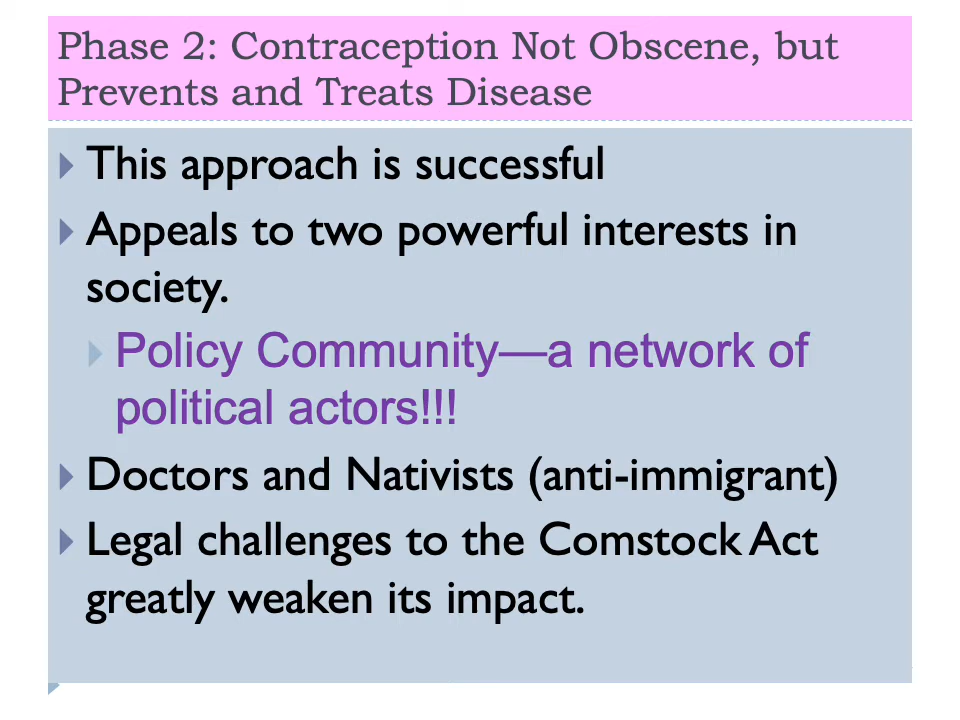 Phase 2: Contraception Not Obscene, but
Prevents and Treats Disease
This approach is successful
Appeals to two powerful interests in
society.
Policy Community—a network of
political actors!!!
Doctors and Nativists (anti-immigrant)
Legal challenges to the Comstock Act
greatly weaken its impact.